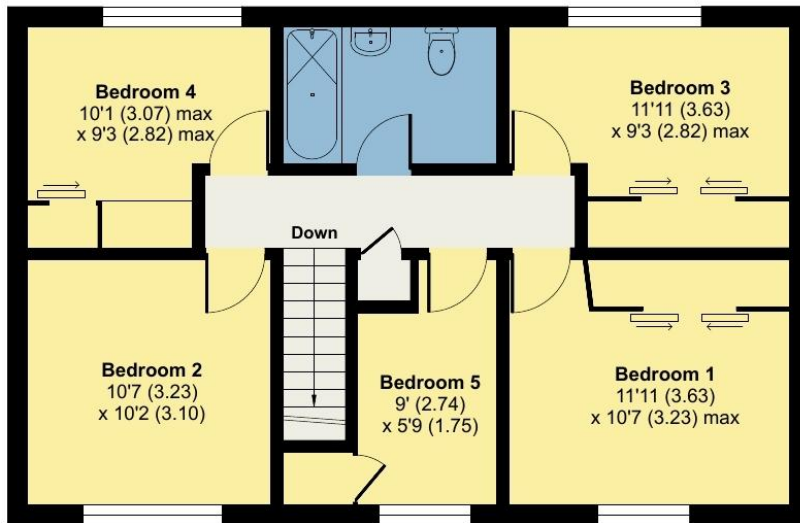 Bedroom 4
10'1 (3.07) max
x 9'3 (2.82) max
Bedroom 3
11'11 (3.63)
x 9'3 (2.82) max
Down
Bedroom 2
10'7 (3.23)
x 10'2 (3.10)
Bedroom 5
9' (2.74)
x 5'9 (1.75)
Bedroom 1
11'11 (3.63)
x 10'7 (3.23) max